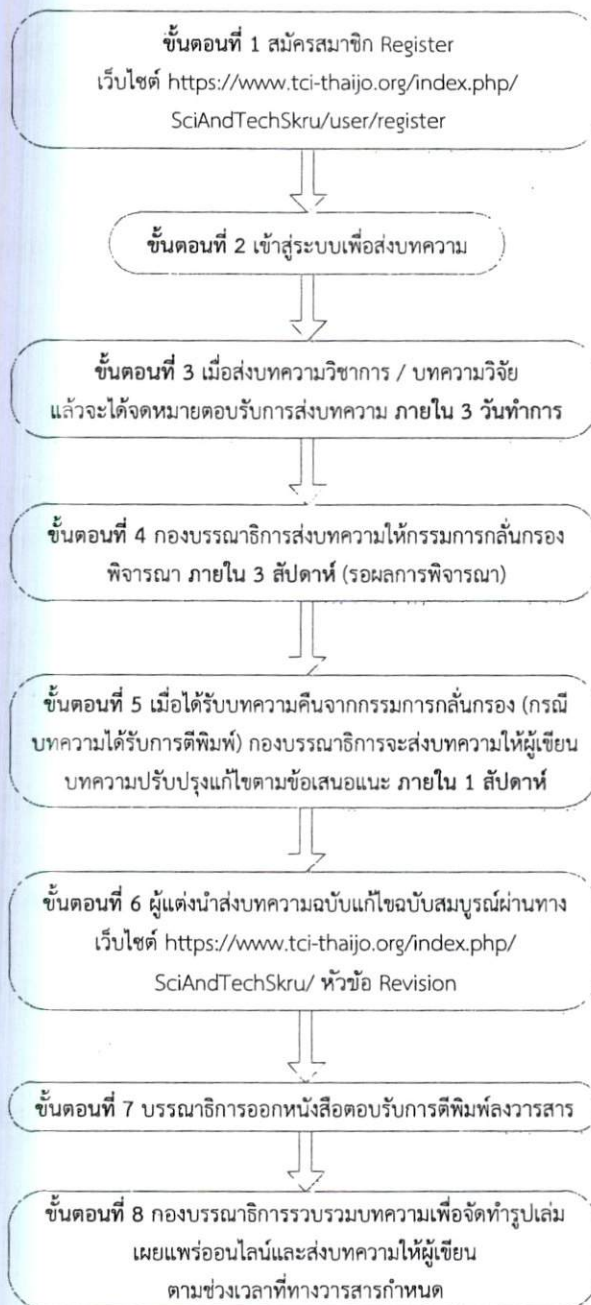 ขั้นตอนที่ 1 สมัครสมาชิก Register
เว็บไซต์ https://www.tci-thaijo.org/index.php/
SciAndTechSkru/user/register
ขั้นตอนที่ 2 เข้าสู่ระบบเพื่อส่งบทความ
ขั้นตอนที่ 3 เมื่อส่งบทความวิชาการ / บทความวิจัย
แล้วจะได้จดหมายตอบรับการส่งบทความ ภายใน 3 วันทำการ
ขั้นตอนที่ 4 กองบรรณาธิการส่งบทความให้กรรมการกลั่นกรอง
พิจารณา ภายใน 3 สัปดาห์ (รอผลการพิจารณา)
ขั้นตอนที่ 5 เมื่อได้รับบทความคืนจากกรรมการกลั่นกรอง (กรณี
บทความได้รับการตีพิมพ์) กองบรรณาธิการจะส่งบทความให้ผู้เขียน
บทความปรับปรุงแก้ไขตามข้อเสนอแนะ ภายใน 1 สัปดาห์
ขั้นตอนที่ 6 ผู้แต่งนำส่งบทความฉบับแก้ไขฉบับสมบูรณ์ผ่านทาง
เว็บไซต์ https://www.tci-thaijo.org/index.php/
SciAndTechSkru/ หัวข้อ Revision
ขั้นตอนที่ 7 บรรณาธิการออกหนังสือตอบรับการตีพิมพ์ลงวารสาร
ขั้นตอนที่ 8 กองบรรณาธิการรวบรวมบทความเพื่อจัดทำรูปเล่ม
เผยแพร่ออนไลน์และส่งบทความให้ผู้เขียน
ตามช่วงเวลาที่ทางวารสารกำหนด